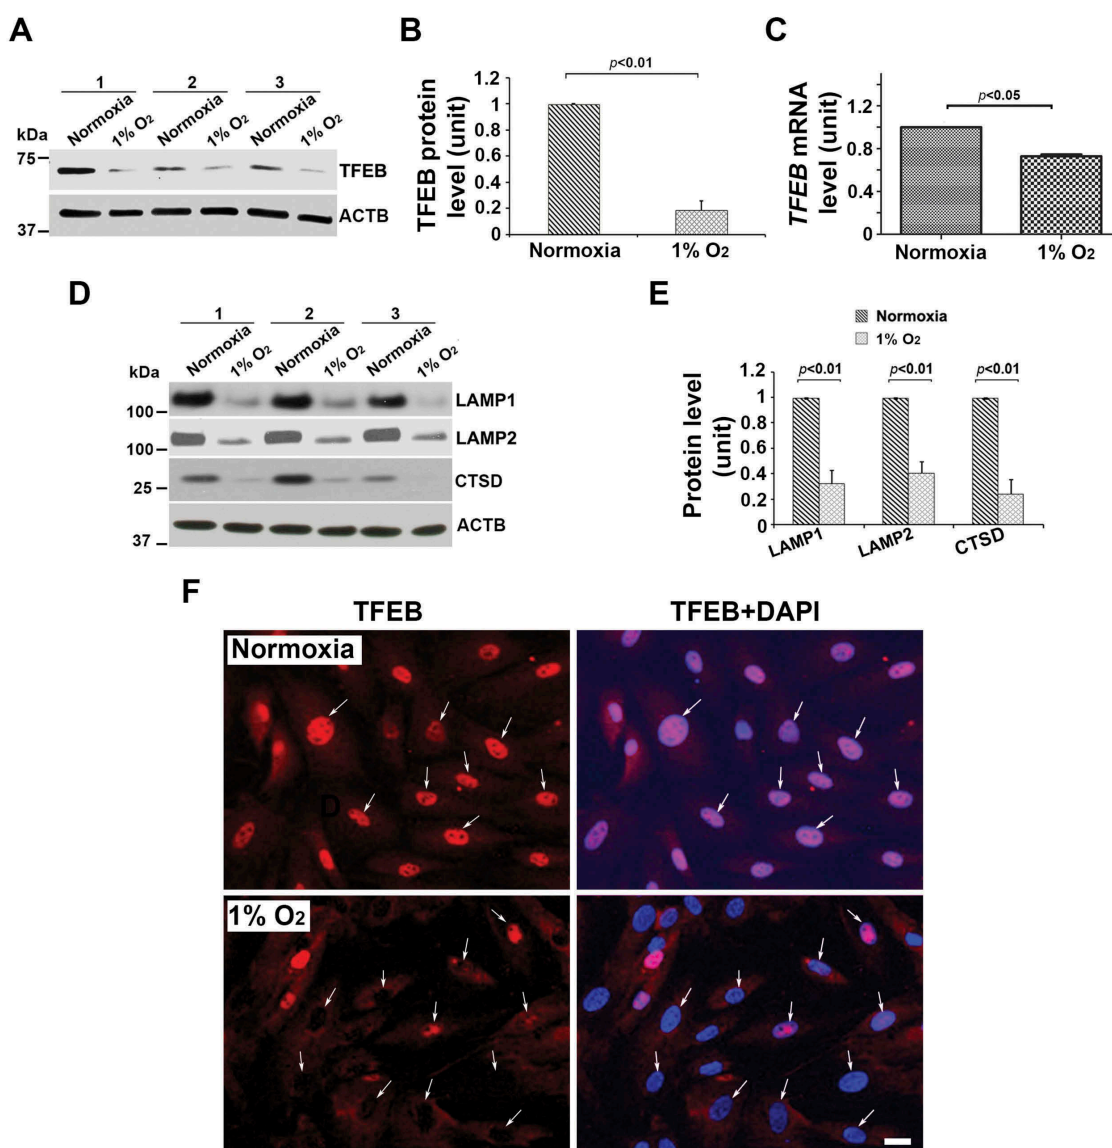 A
1 2 3
Normoxia 1% O2 Normoxia 1% O2 Normoxia 1% O2
kDa
75
TFEB
ACTB
37
B
p<0.01
TFEB protein
level (unit)
1.2
1
0.8
0.6
0.4
0.2
0
Normoxia 1% O2
C
p<0.05
TFEB mRNA
level (unit)
1.2
0.8
0.4
0
Normoxia 1% O2
D
1 2 3
Normoxia 1% O2 Normoxia 1% O2 Normoxia 1% O2
kDa
100
LAMP1
100
LAMP2
25
CTSD
37
ACTB
E
Normoxia
1% O2
p<0.01 p<0.01 p<0.01
Protein level
(unit)
1.2
1
0.8
0.6
0.4
0.2
0
LAMP1 LAMP2 CTSD
F
TFEB TFEB+DAPI
Normoxia
D
1% O2